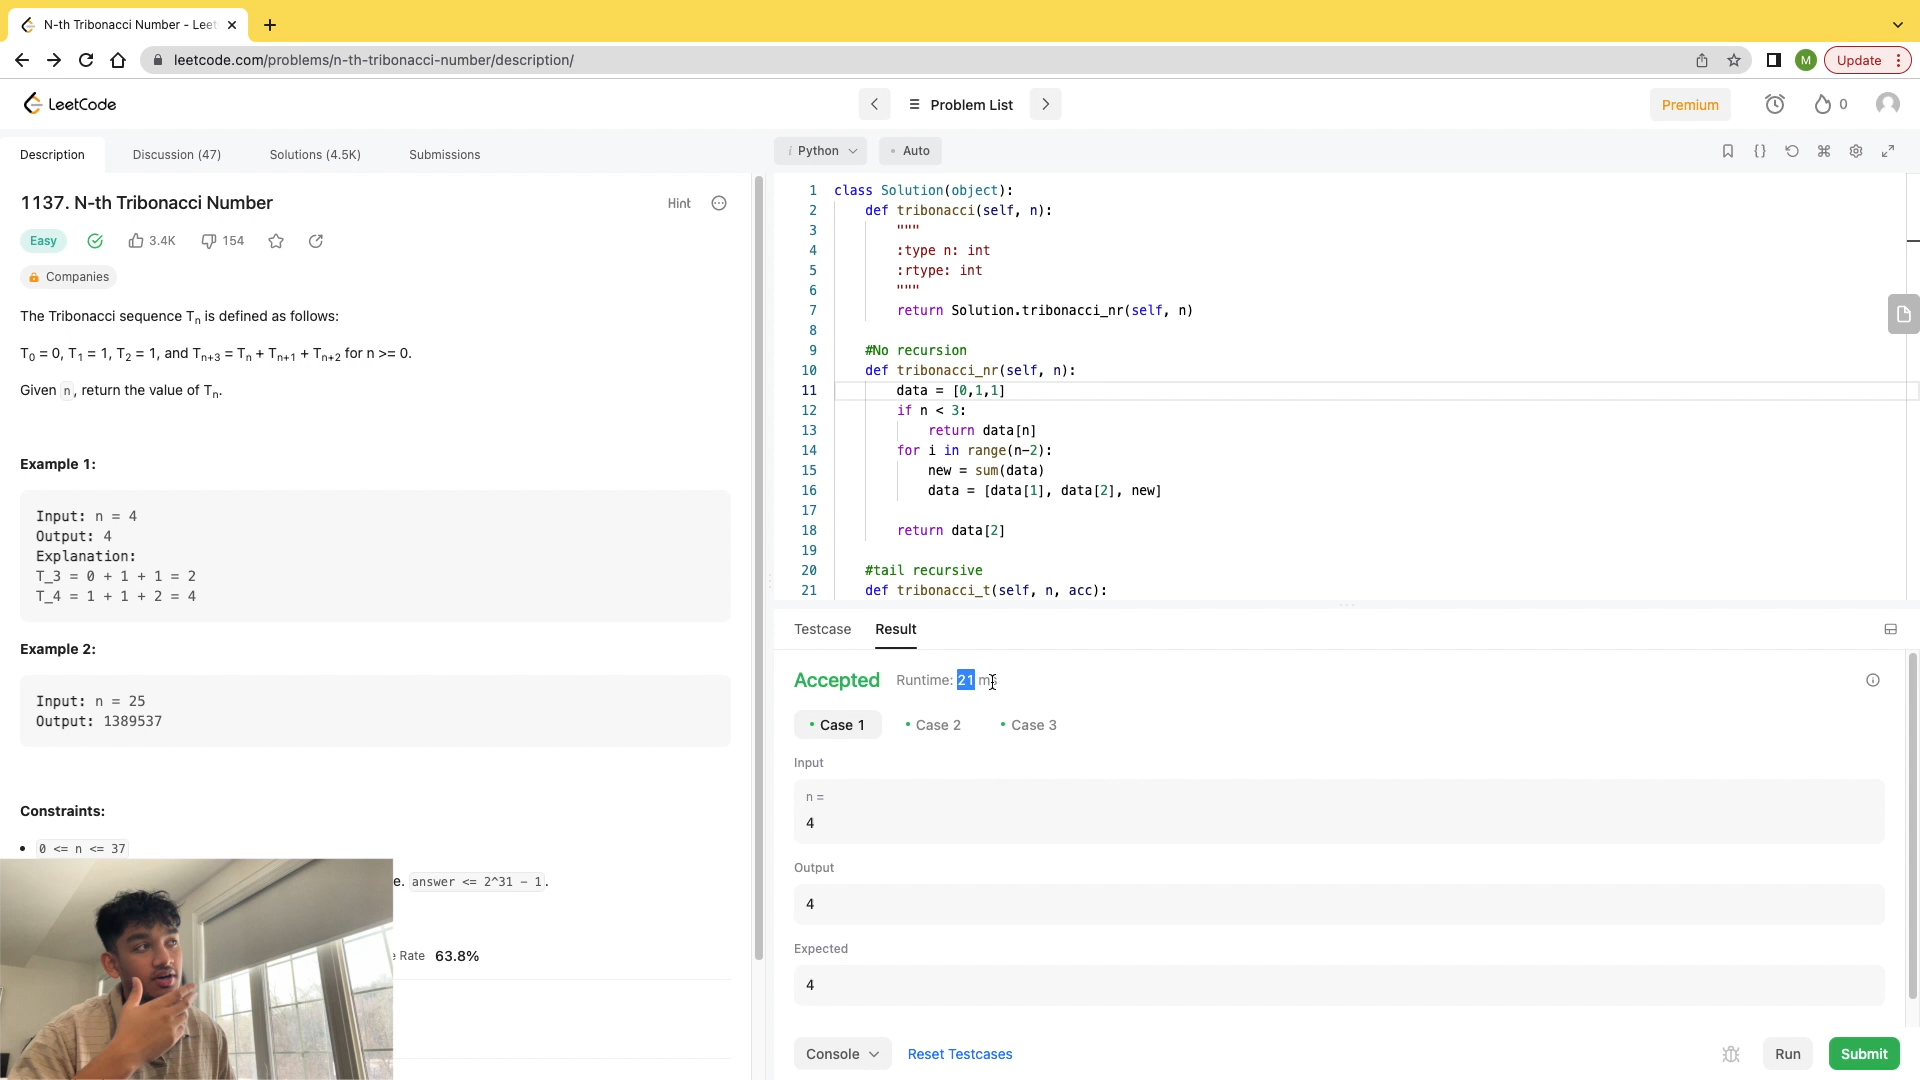 N-th Tribonacci Number - Leet
leetcode.com/problems/n-th-tribonacci-number/description/
M
Update
LeetCode
Problem List
Premium
0
Description
Discussion (47)
Solutions (4.5K)
Submissions
1137. N-th Tribonacci Number
Hint
Easy
3.4K
154
Companies
The Tribonacci sequence Tn is defined as follows:
T0 = 0, T1 = 1, T2 = 1, and Tn+3 = Tn + Tn+1 + Tn+2 for n >= 0.
Given n, return the value of Tn.
Example 1:
Input: n = 4
Output: 4
Explanation:
T_3 = 0 + 1 + 1 = 2
T_4 = 1 + 1 + 2 = 4
Example 2:
Input: n = 25
Output: 1389537
Constraints:
• 0 <= n <= 37
e. answer <= 2^31 - 1.
Rate 63.8%
i Python
• Auto
1 class Solution(object):
2 def tribonacci(self, n):
3 """
4 :type n: int
5 :rtype: int
6 """
7 return Solution.tribonacci_nr(self, n)
8
9 #No recursion
10 def tribonacci_nr(self, n):
11 data = [0,1,1]
12 if n < 3:
13 return data[n]
14 for i in range(n-2):
15 new = sum(data)
16 data = [data[1], data[2], new]
17
18 return data[2]
19
20 #tail recursive
21 def tribonacci_t(self, n, acc):
Testcase
Result
Accepted
Runtime: 21 ms
• Case 1
• Case 2
• Case 3
Input
n =
4
Output
4
Expected
4
Console
Reset Testcases
Run
Submit